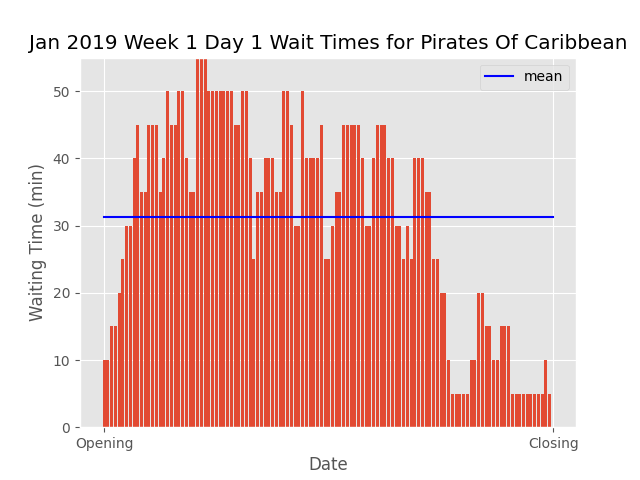 Jan 2019 Week 1 Day 1 Wait Times for Pirates Of Caribbean
mean
Waiting Time (min)
50
40
30
20
10
0
Opening
Closing
Date